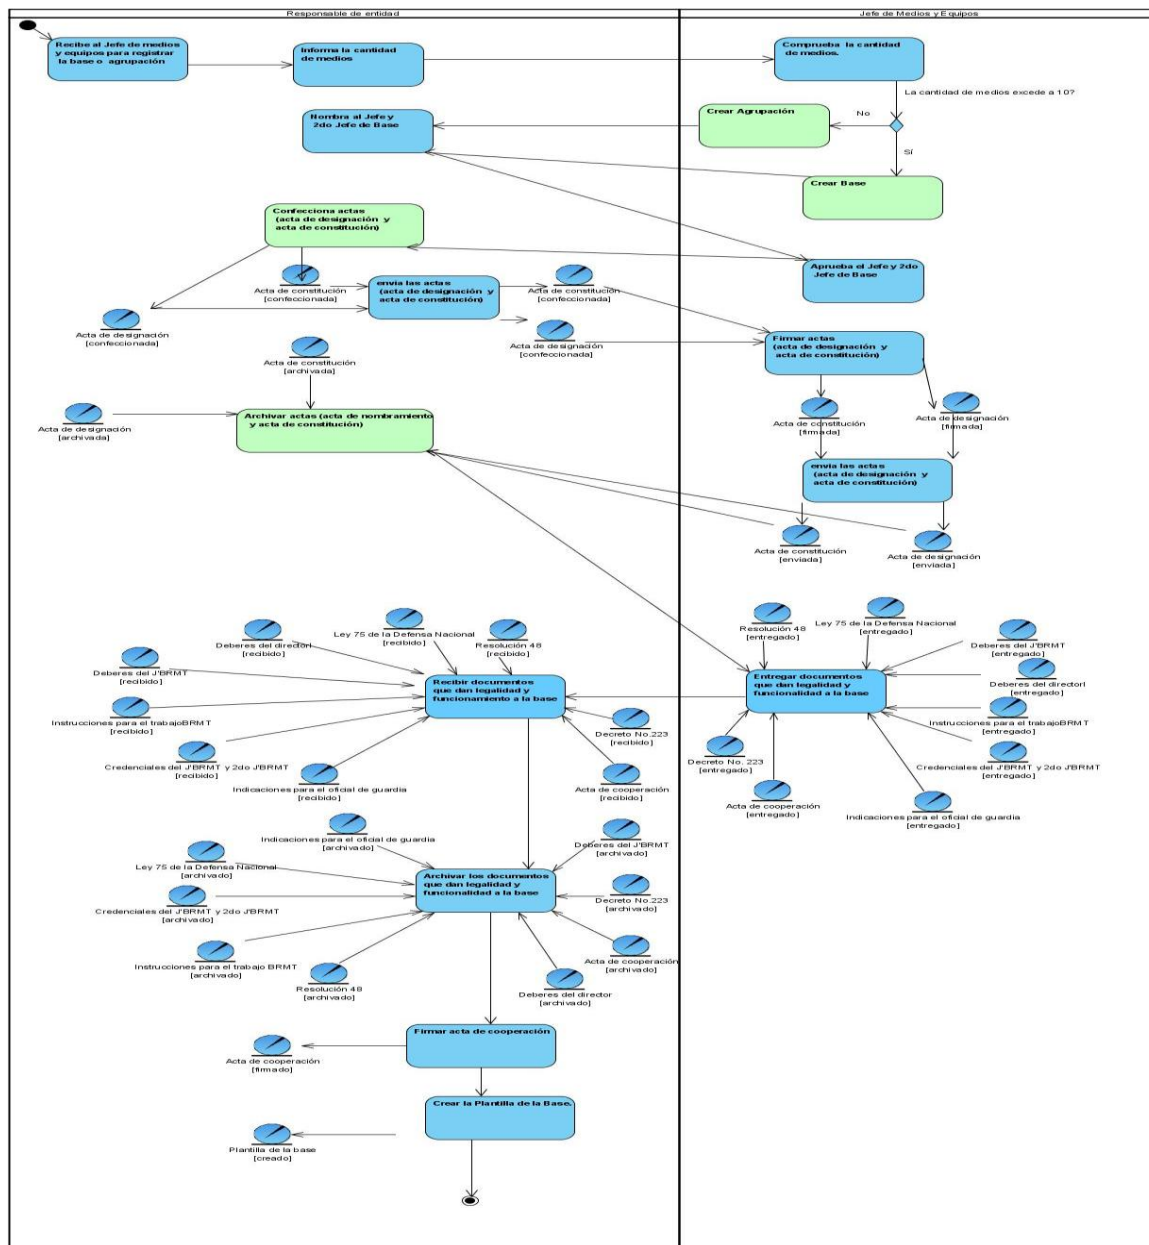 Responsable de entidad
Jefe de Medios y Equipos
Recibe al Jefe de medios
y equipos para registrar
la base o agrupación
Informa la cantidad
de medios
Comprueba la cantidad
de medios.
La cantidad de medios excede a 10?
No
Sí
Crear Agrupación
Nombra al Jefe y
2do Jefe de Base
Crear Base
Confecciona actas
(acta de designación y
acta de constitución)
Aprueba el Jefe y 2do
Jefe de Base
Acta de constitución
[confeccionada]
envia las actas
(acta de designación y
acta de constitución)
Acta de constitución
[confeccionada]
Acta de designación
[confeccionada]
Acta de designación
[confeccionada]
Firmar actas
(acta de designación y
acta de constitución)
Acta de constitución
[archivada]
Acta de designación
[archivada]
Archivar actas (acta de nombramiento
y acta de constitución)
Acta de constitución
[firmada]
Acta de designación
[firmada]
envia las actas
(acta de designación y
acta de constitución)
Acta de constitución
[enviada]
Acta de designación
[enviada]
Ley 75 de la Defensa Nacional
[recibido]
Deberes del directorl
[recibido]
Resolución 48
[recibido]
Deberes del J'BRMT
[recibido]
Recibir documentos
que dan legalidad y
funcionamiento a la base
Instrucciones para el trabajoBRMT
[recibido]
Decreto No.223
[recibido]
Credenciales del J'BRMT y 2do J'BRMT
[recibido]
Indicaciones para el oficial de guardia
[recibido]
Acta de cooperación
[recibido]
Resolución 48
[entregado]
Ley 75 de la Defensa Nacional
[entregado]
Deberes del J'BRMT
[entregado]
Entregar documentos
que dan legalidad y
funcionalidad a la base
Deberes del directorl
[entregado]
Instrucciones para el trabajoBRMT
[entregado]
Decreto No. 223
[entregado]
Credenciales del J'BRMT y 2do J'BRMT
[entregado]
Acta de cooperación
[entregado]
Indicaciones para el oficial de guardia
[entregado]
Indicaciones para el oficial de guardia
[archivado]
Deberes del J'BRMT
[archivado]
Ley 75 de la Defensa Nacional
[archivado]
Archivar los documentos
que dan legalidad y
funcionalidad a la base
Decreto No.223
[archivado]
Credenciales del J'BRMT y 2do J'BRMT
[archivado]
Instrucciones para el trabajo BRMT
[archivado]
Acta de cooperación
[archivado]
Resolución 48
[archivado]
Deberes del director
[archivado]
Firmar acta de cooperación
Acta de cooperación
[firmado]
Crear la Plantilla de la Base.
Plantilla de la base
[creado]